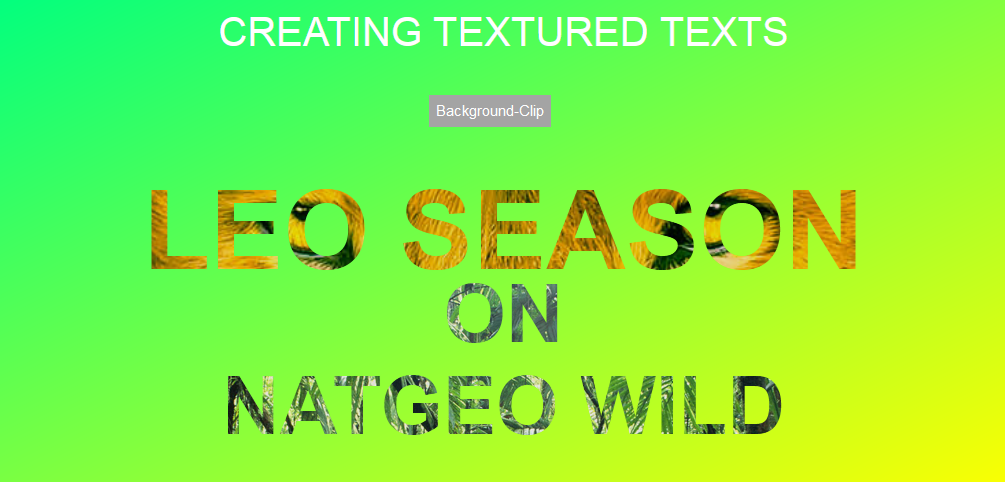 CREATING TEXTURED TEXTS
Background-Clip
LEO SEASON
ON
NATGEO WILD